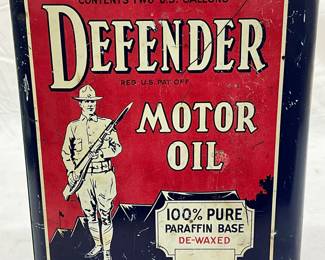 CONTENTS TWO U.S. GALLONS
DEFENDER
REG. U.S. PAT. OFF.
MOTOR
OIL
100% PURE
PARAFFIN BASE
DE-WAXED